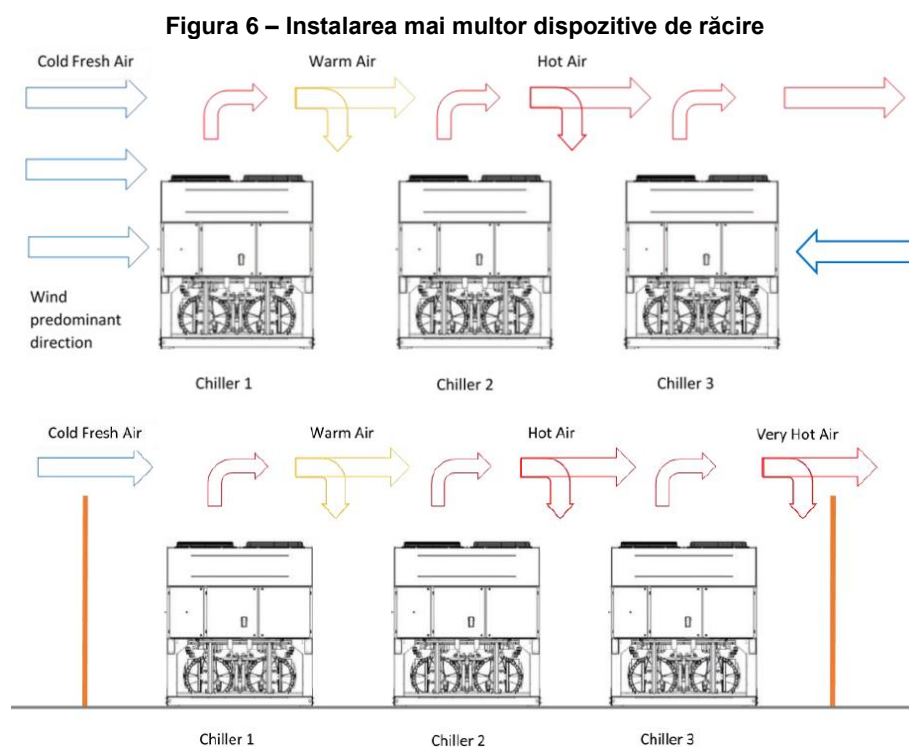 Figura 6 – Instalarea mai multor dispozitive de răcire
Cold Fresh Air
Warm Air
Hot Air
Wind
predominant
direction
Chiller 1
Chiller 2
Chiller 3
Cold Fresh Air
Warm Air
Hot Air
Very Hot Air
Chiller 1
Chiller 2
Chiller 3